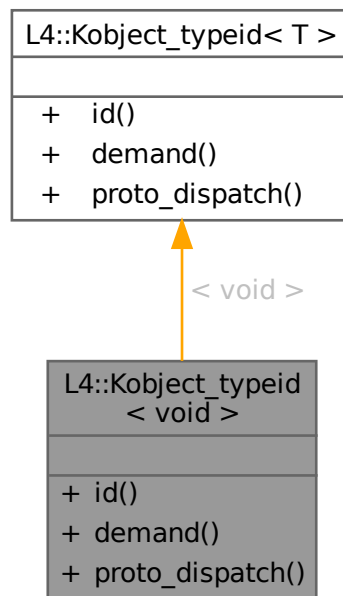 L4::Kobject_typeid< T >
+ id()
+ demand()
+ proto_dispatch()
< void >
L4::Kobject_typeid
< void >
+ id()
+ demand()
+ proto_dispatch()